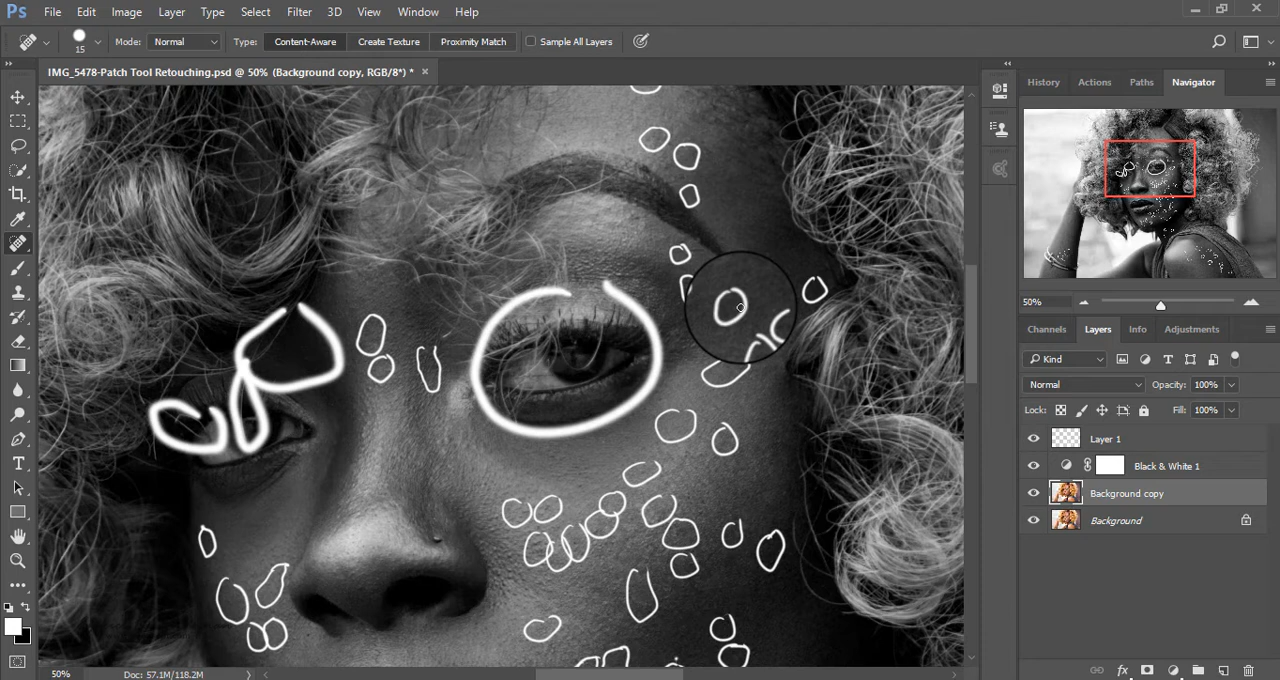 Ps File Edit Image Layer Type Select Filter 3D View Window Help
15 Mode: Normal Type: Content-Aware Create Texture Proximity Match Sample All Layers
IMG_5478-Patch Tool Retouching.psd @ 50% (Background copy, RGB/8*) * ×
History Actions Paths Navigator
50%
Channels Layers Info Adjustments
Kind
Normal Opacity: 100%
Lock: Fill: 100%
Layer 1
Black & White 1
Background copy
Background
50% Doc: 57.1M/118.2M
fx